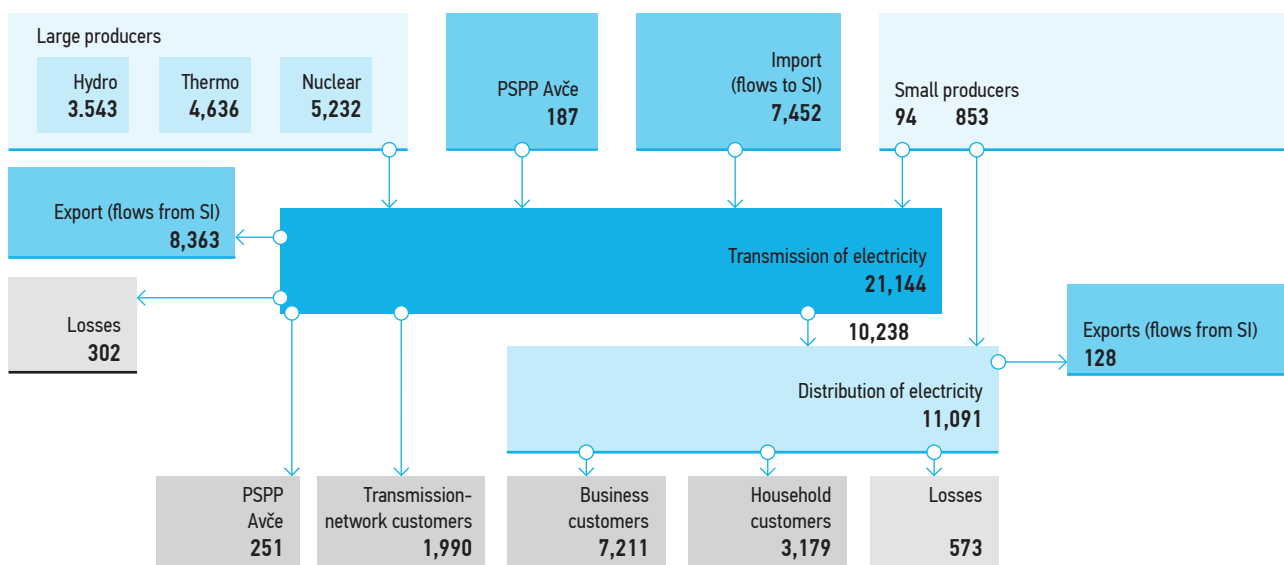 Large producers
Hydro
3.543
Thermo
4,636
Nuclear
5,232
PSPP Avče
187
Import
(flows to SI)
7,452
Small producers
94 853
Export (flows from SI)
8,363
Transmission of electricity
21,144
Losses
302
10,238
Exports (flows from SI)
128
Distribution of electricity
11,091
PSPP
Avče
251
Transmission-
network customers
1,990
Business
customers
7,211
Household
customers
3,179
Losses
573